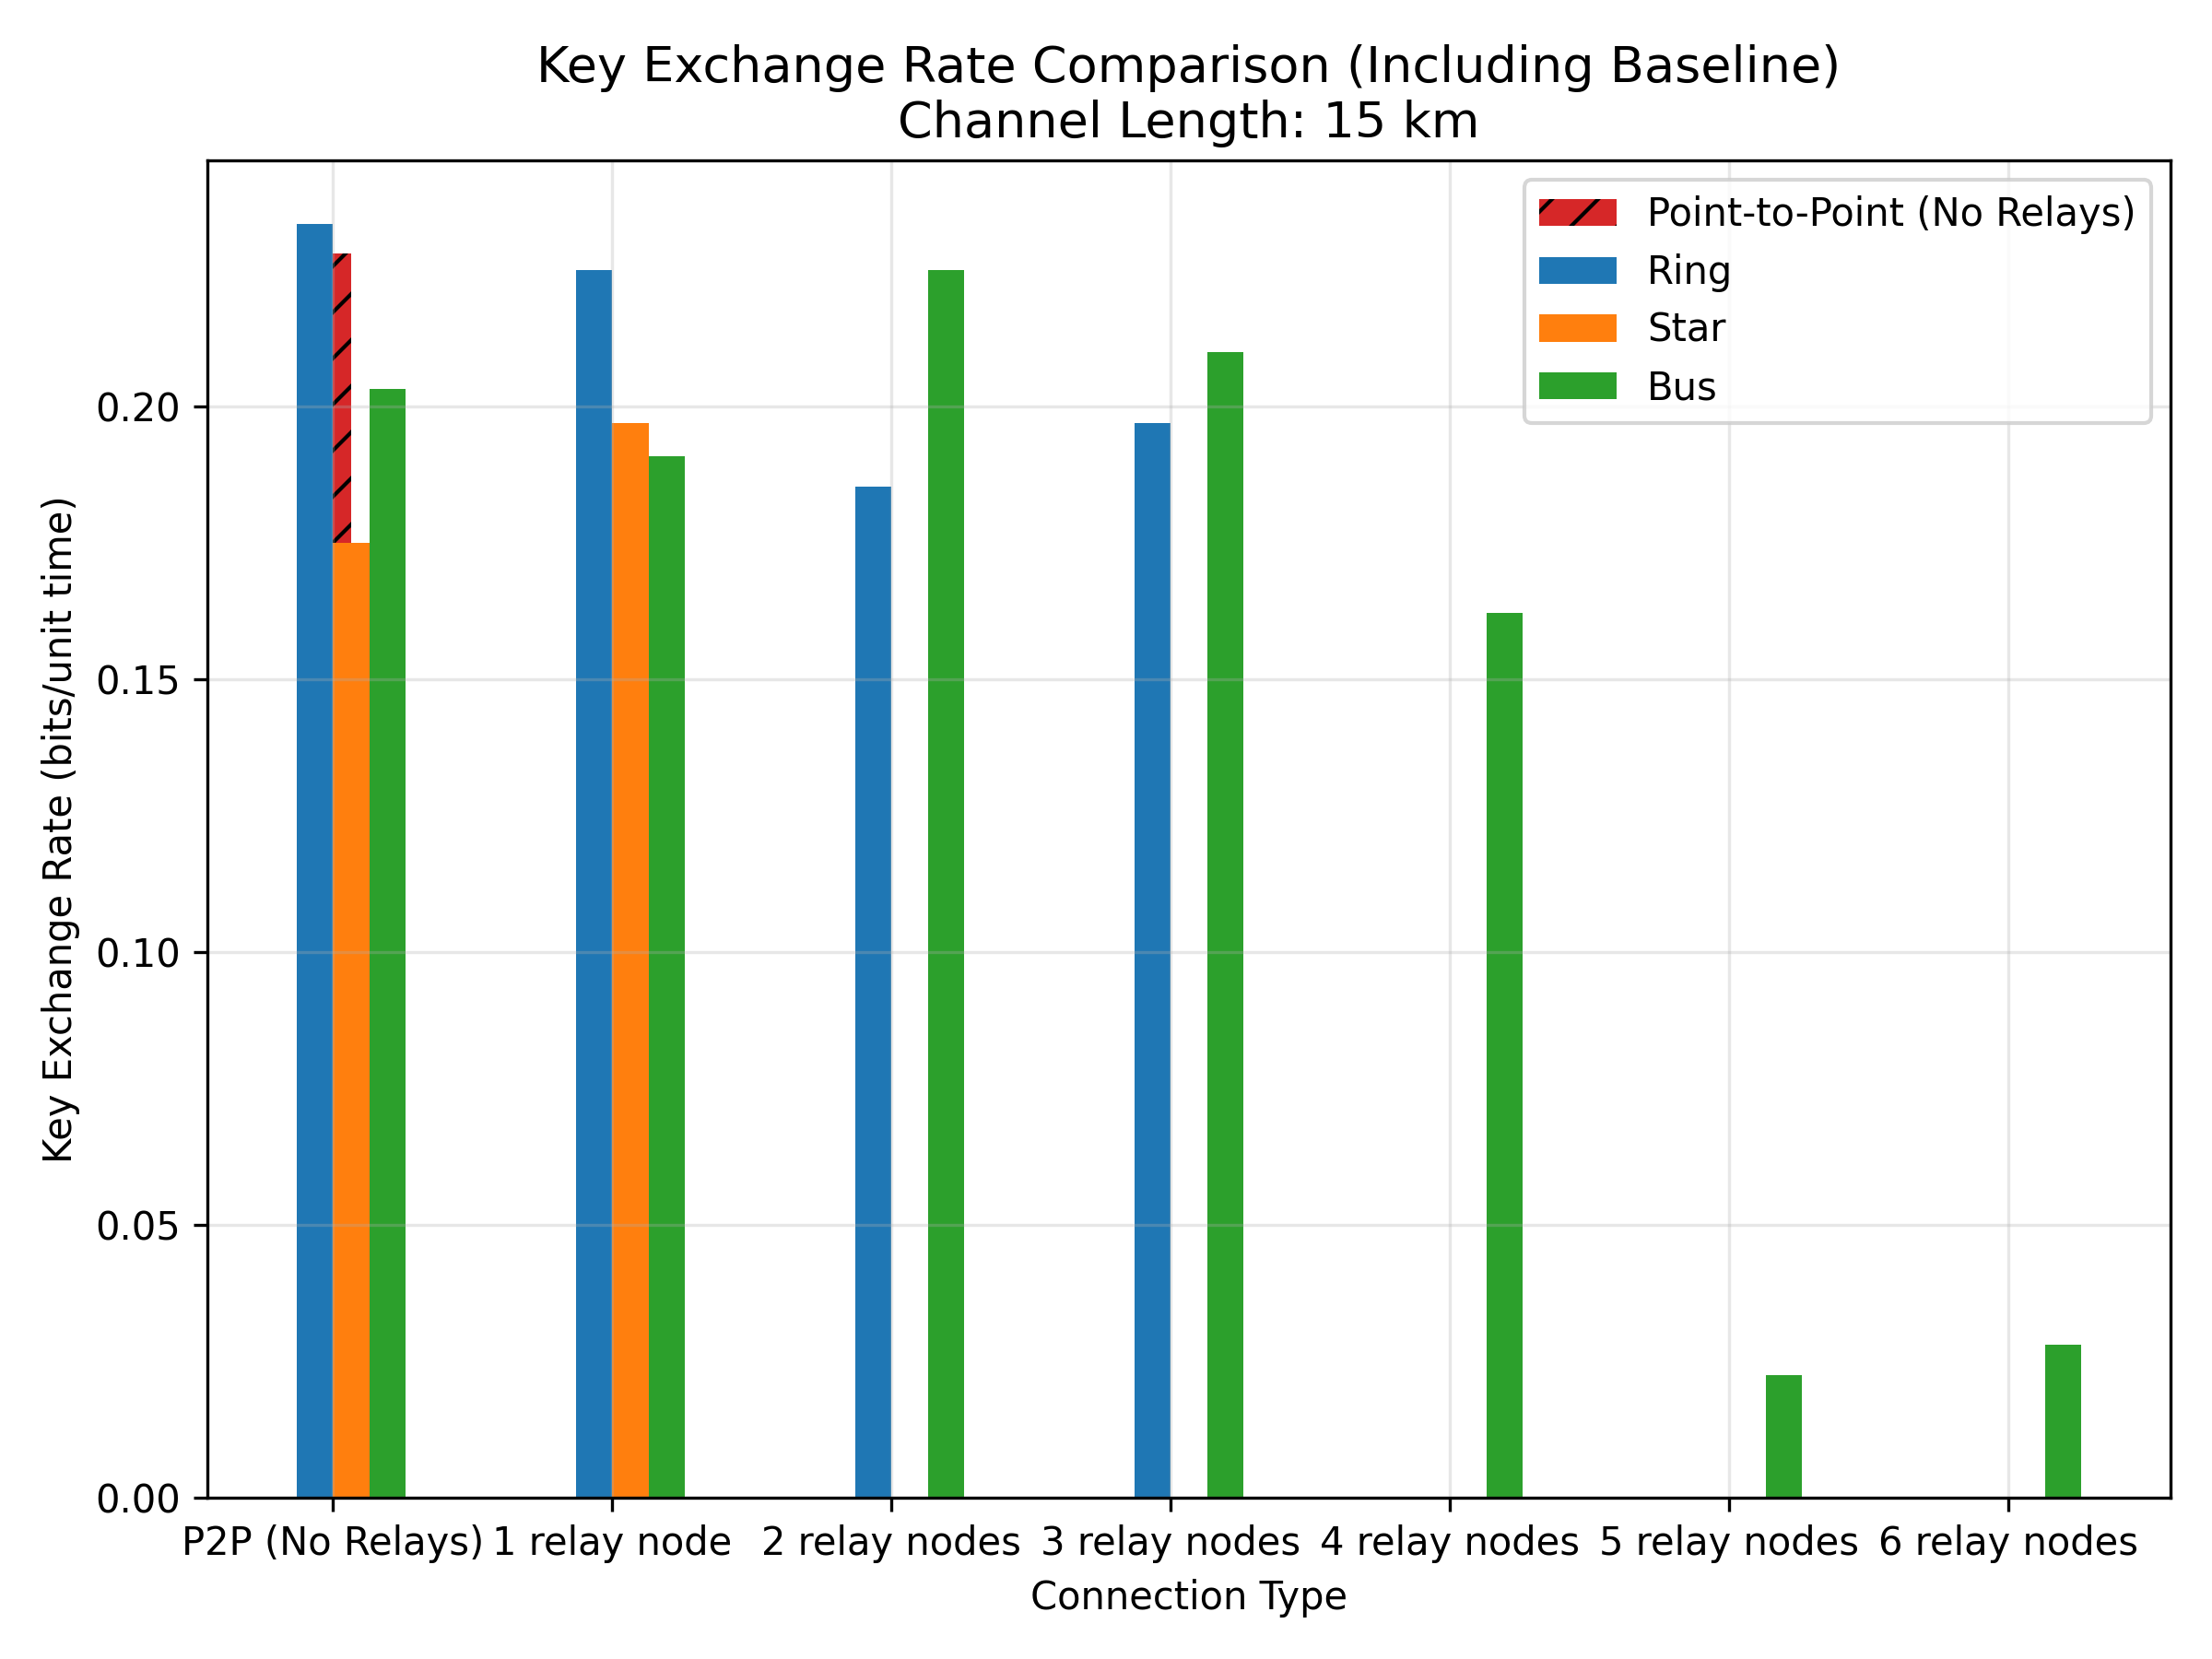 Key Exchange Rate Comparison (Including Baseline)
Channel Length: 15 km
Point-to-Point (No Relays)
Ring
Star
Bus
Key Exchange Rate (bits/unit time)
0.20
0.15
0.10
0.05
0.00
P2P (No Relays)
1 relay node
2 relay nodes
3 relay nodes
4 relay nodes
5 relay nodes
6 relay nodes
Connection Type